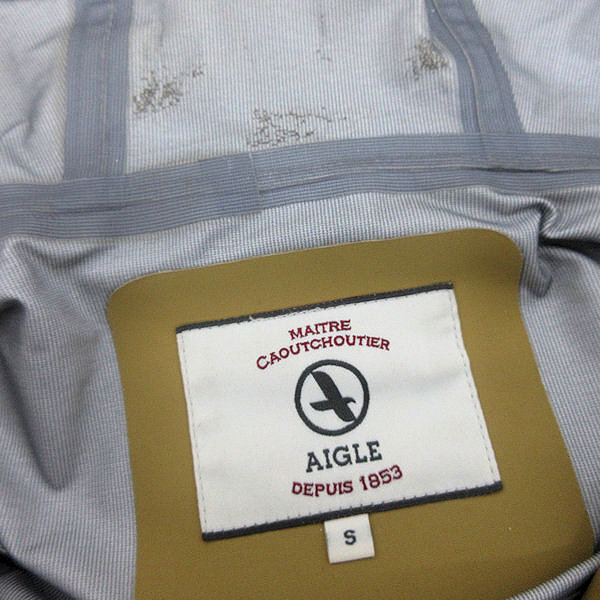 MAITRE
CAOUTCHOUTIER
AIGLE
DEPUIS 1853
S